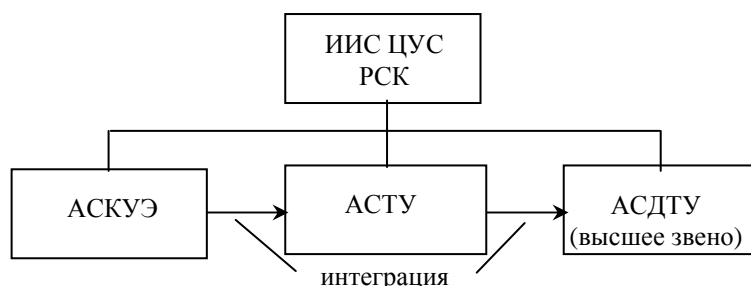 ИИС ЦУС
РСК
АСКУЭ
АСТУ
АСДТУ
(высшее звено)
интеграция